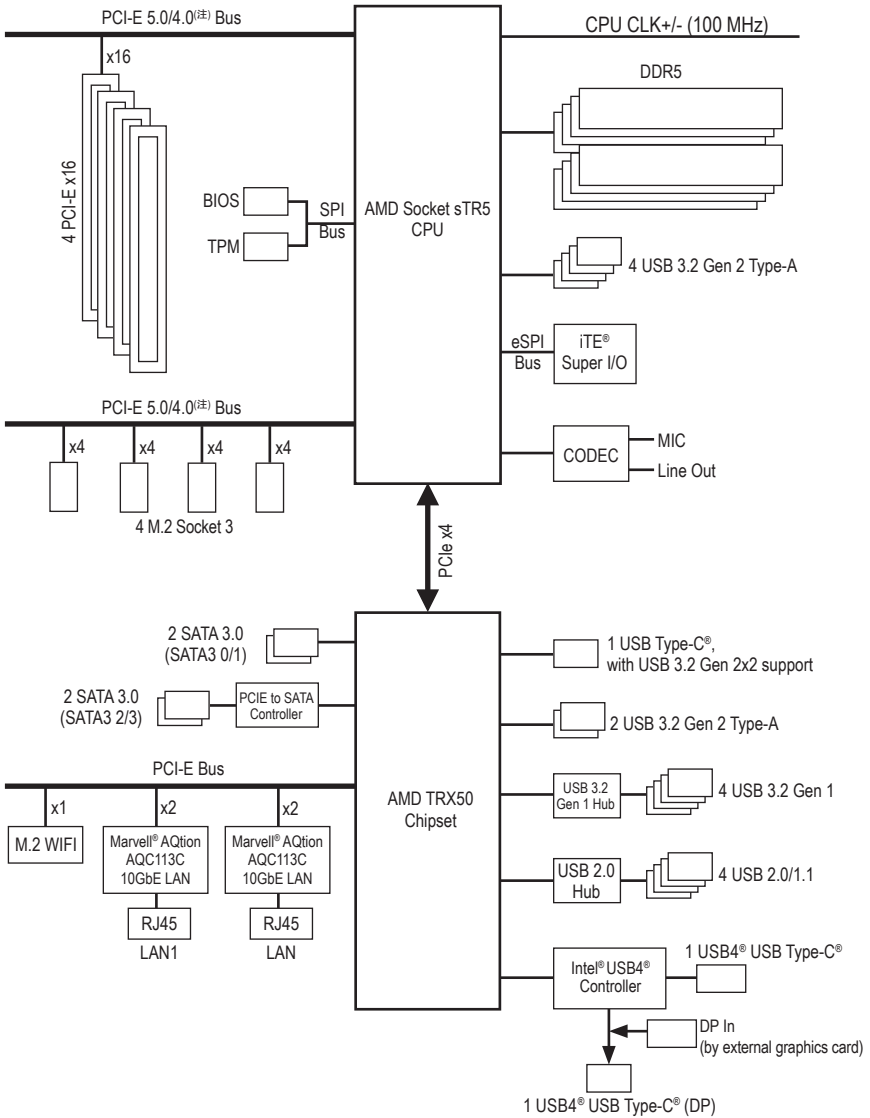 PCI-E 5.0/4.0(注) Bus
CPU CLK+/- (100 MHz)
x16
DDR5
4 PCI-E x16
BIOS
TPM
SPI
Bus
AMD Socket sTR5
CPU
4 USB 3.2 Gen 2 Type-A
eSPI
Bus
iTE®
Super I/O
PCI-E 5.0/4.0(注) Bus
x4
x4
x4
x4
4 M.2 Socket 3
CODEC
MIC
Line Out
PCIe x4
2 SATA 3.0
(SATA3 0/1)
2 SATA 3.0
(SATA3 2/3)
PCIE to SATA
Controller
1 USB Type-C®,
with USB 3.2 Gen 2x2 support
2 USB 3.2 Gen 2 Type-A
PCI-E Bus
x1
x2
x2
M.2 WIFI
Marvell® AQtion
AQC113C
10GbE LAN
Marvell® AQtion
AQC113C
10GbE LAN
RJ45
RJ45
LAN1
LAN
AMD TRX50
Chipset
USB 3.2
Gen 1 Hub
4 USB 3.2 Gen 1
USB 2.0
Hub
4 USB 2.0/1.1
Intel® USB4®
Controller
1 USB4® USB Type-C®
DP In
(by external graphics card)
1 USB4® USB Type-C® (DP)